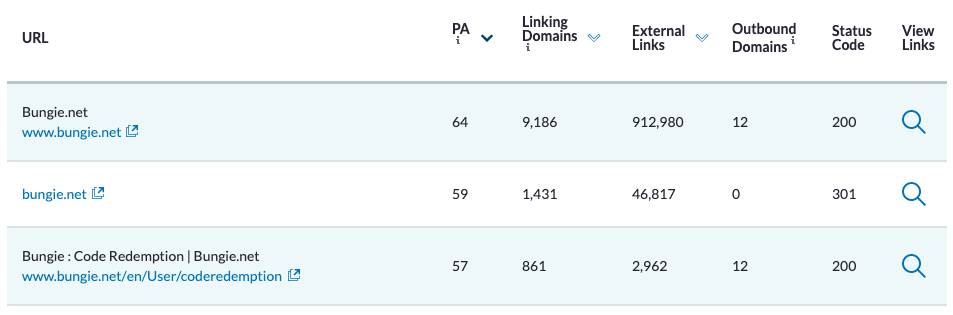 URL
PA
i
Linking
Domains
i
External
Links
Outbound
Domains i
Status
Code
View
Links
Bungie.net
www.bungie.net
64
9,186
912,980
12
200
bungie.net
59
1,431
46,817
0
301
Bungie : Code Redemption | Bungie.net
www.bungie.net/en/User/coderedemption
57
861
2,962
12
200